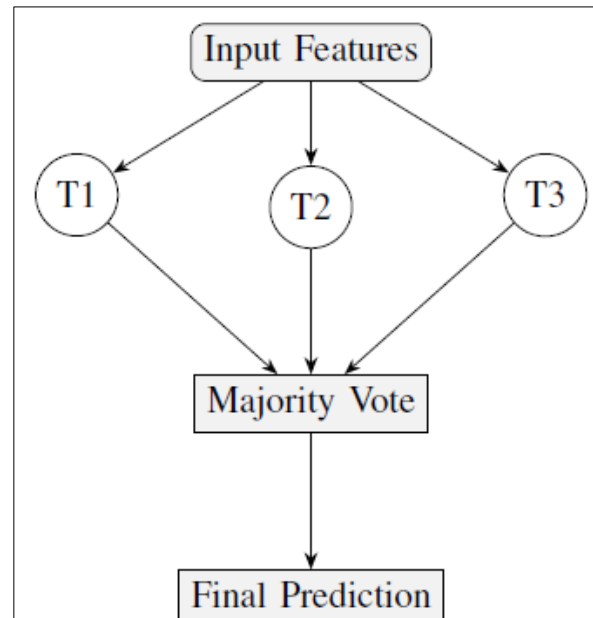 Input Features
T1
T2
T3
Majority Vote
Final Prediction